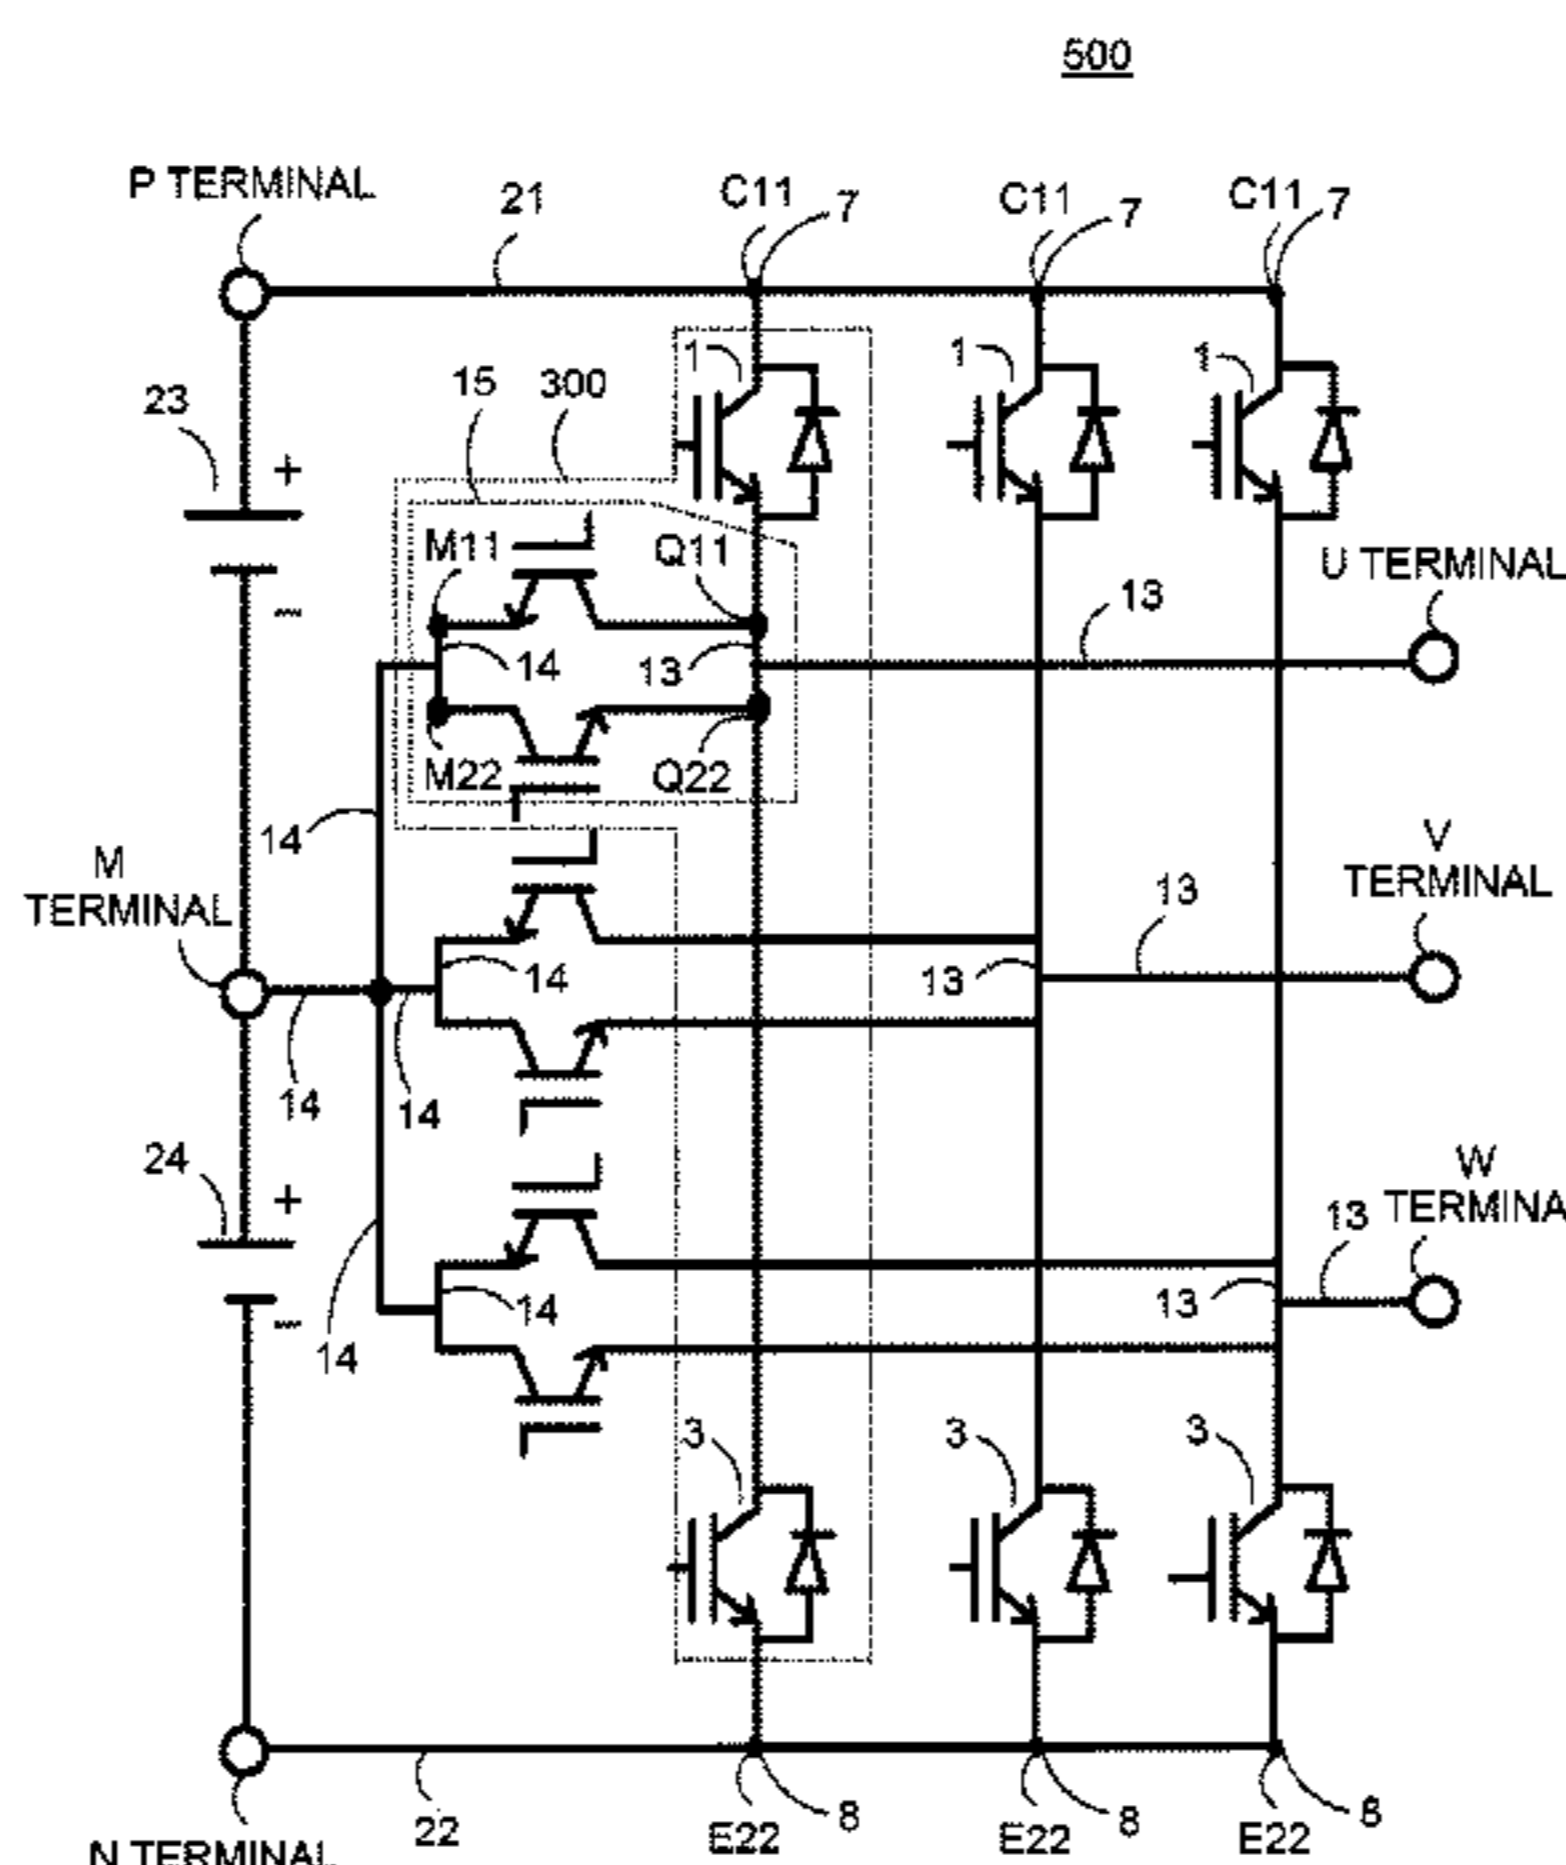 500
P TERMINAL
21
C11
7
C11
7
C11
7
1
1
1
15
300
23
+
M11
Q11
U TERMINAL
−
13
14
13
M22
Q22
14
M
TERMINAL
V
TERMINAL
13
14
13
14
14
24
W
TERMINA
+
13
14
13
−
14
3
3
3
22
E22
8
E22
8
E22
8
N TERMINAL